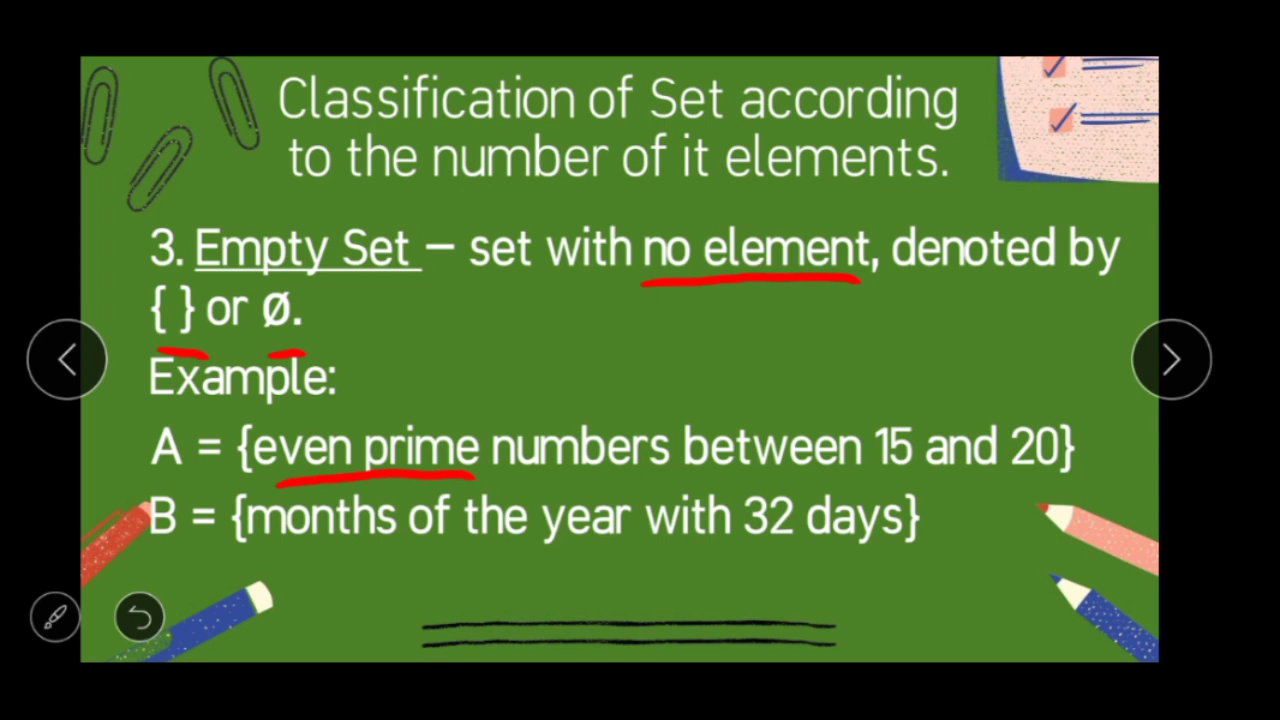 Classification of Set according
to the number of it elements.
3. Empty Set – set with no element, denoted by
{ } or ø.
Example:
A = {even prime numbers between 15 and 20}
B = {months of the year with 32 days}